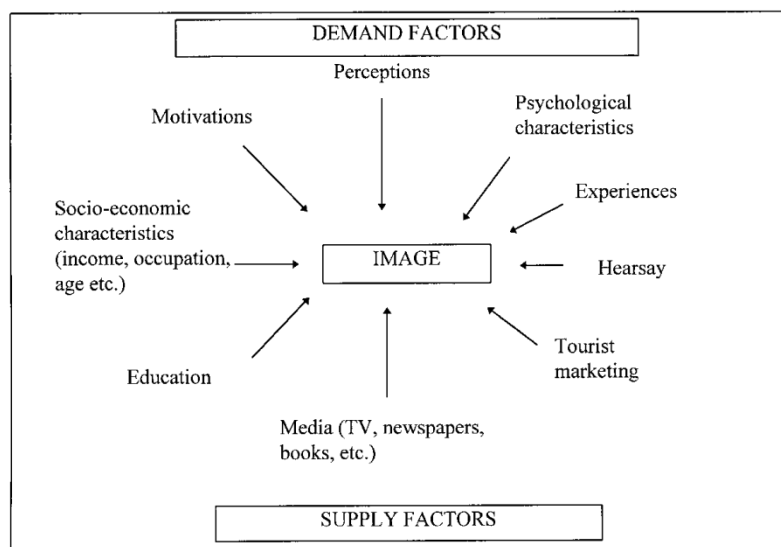 DEMAND FACTORS
Perceptions
Psychological
characteristics
Motivations
Experiences
Socio-economic
characteristics
(income, occupation,
age etc.)
IMAGE
Hearsay
Tourist
marketing
Education
Media (TV, newspapers,
books, etc.)
SUPPLY FACTORS